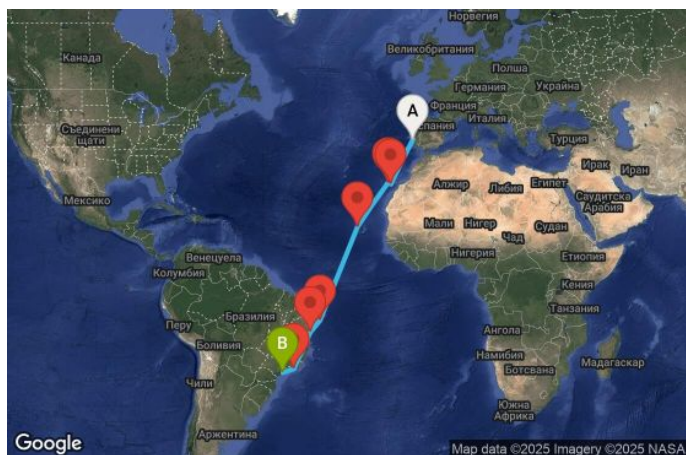 Норвегия
Канада
Великобритания
Полша
Германия
Украйна
A
Франция
Италия
Испания
Съединени
щати
Турция
Ирак
Иран
Алжир
Либия
Египет
Саудитска
Арабия
Мексико
Мали
Нигер
Судан
Чад
Нигерия
Етиопия
Венецуела
Колумбия
Кения
Бразилия
Танзания
Перу
Боливия
B
Ангола
Намибия
Ботсвана
Мадагаскар
Чили
Южна
Африка
Аржентина
Google
Map data ©2025 Imagery ©2025 NASA